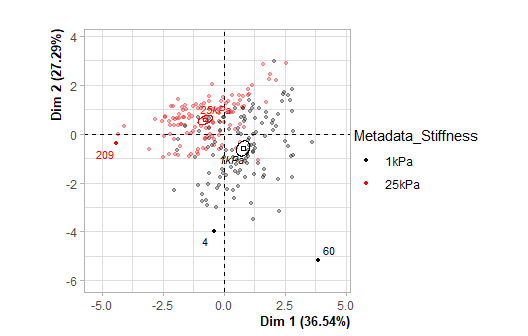 Dim 2 (27.29%)
4
2
0
-2
-4
-6
25kPa
1kPa
209
4
60
-5.0
-2.5
0.0
2.5
5.0
Dim 1 (36.54%)
Metadata_Stiffness
1kPa
25kPa